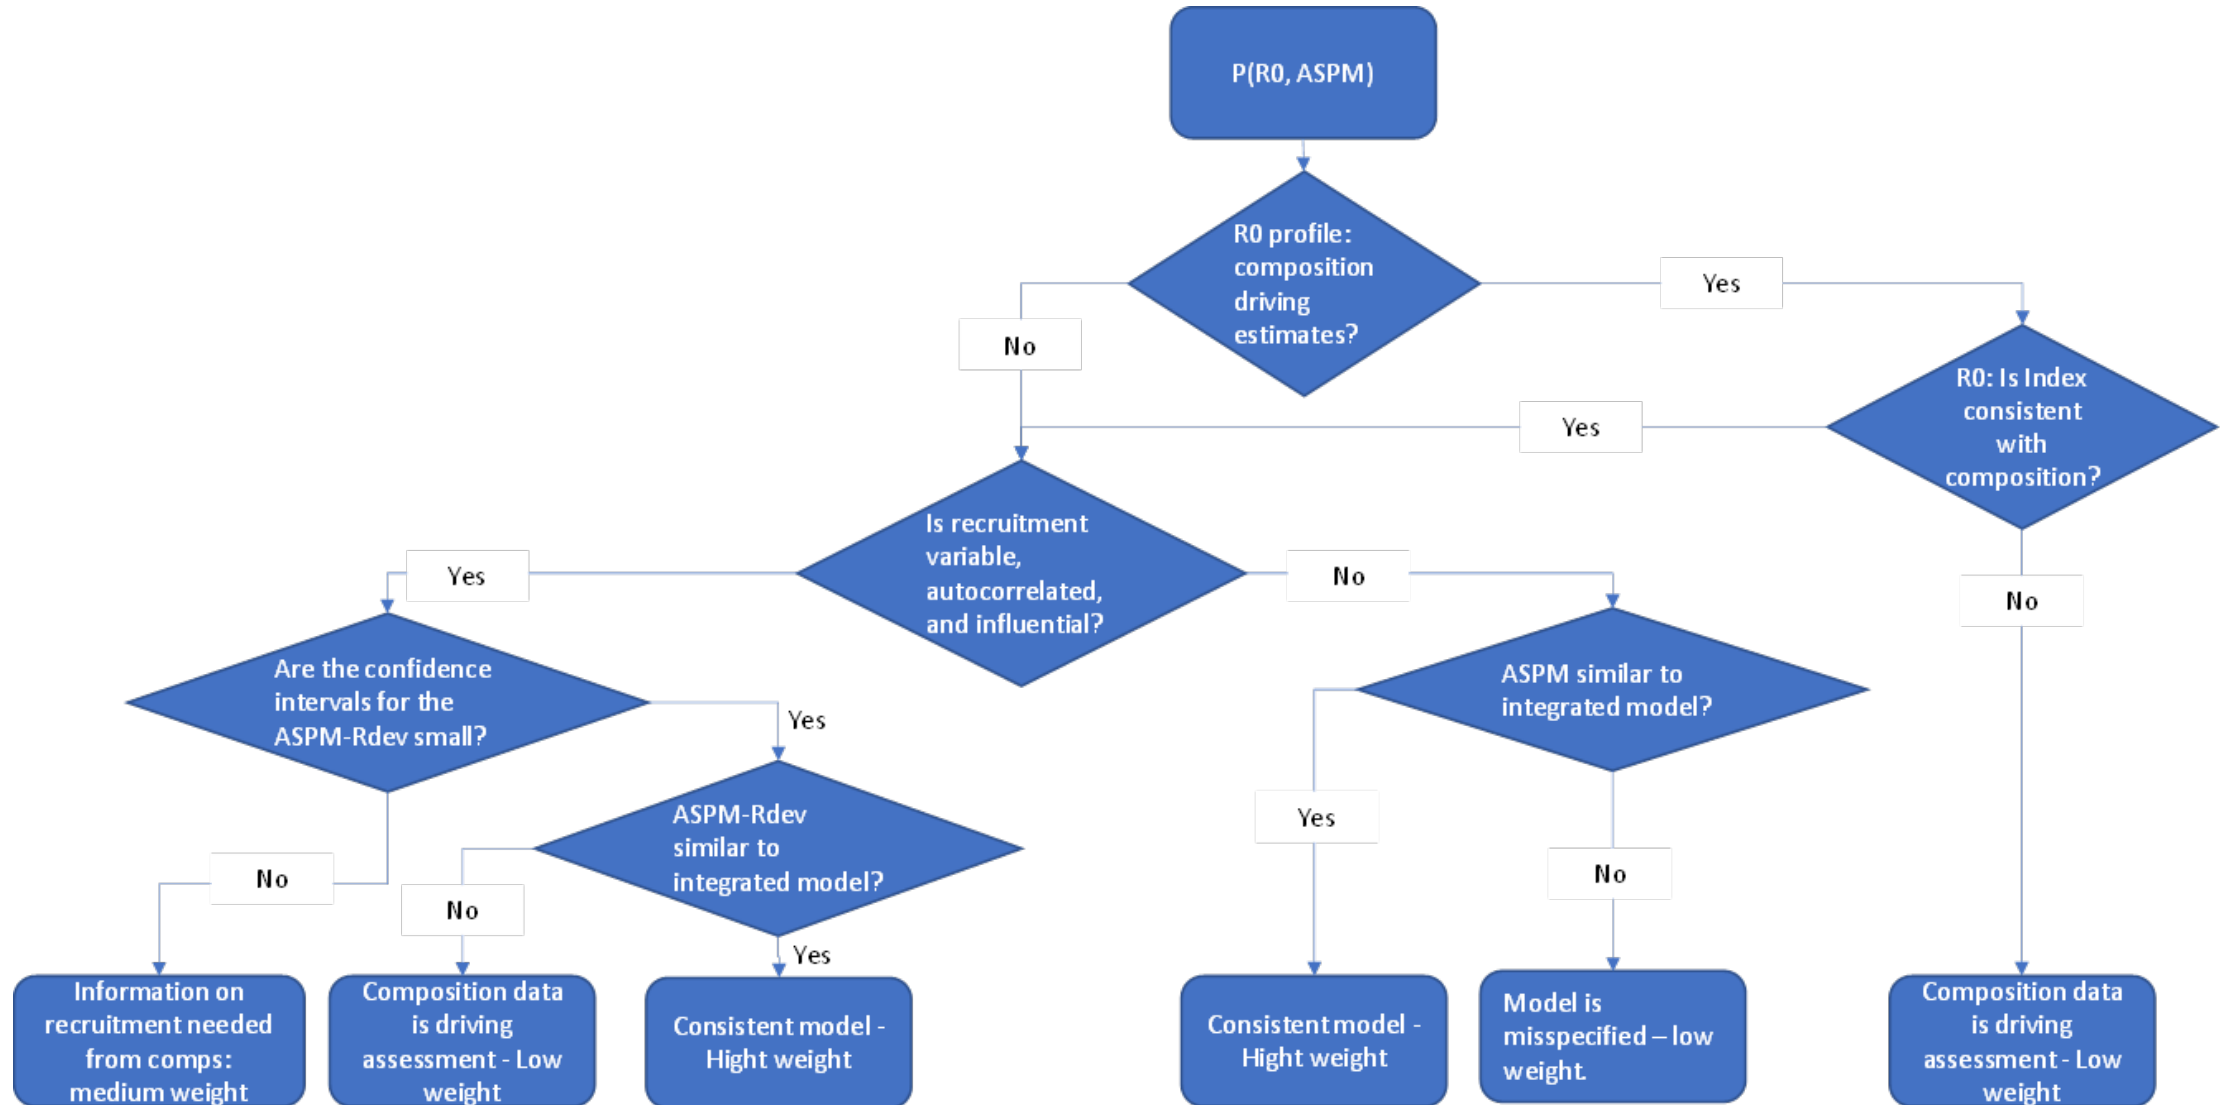 P(R0, ASPM)
R0 profile:
composition
driving
estimates?
Yes
No
R0: Is Index
consistent
with
composition?
Yes
Is recruitment
variable,
autocorrelated,
and influential?
Yes
No
No
Are the confidence
intervals for the
ASPM-Rdev small?
ASPM similar to
integrated model?
Yes
ASPM-Rdev
similar to
integrated model?
Yes
No
No
No
Yes
Information on
recruitment needed
from comps:
medium weight
Composition data
is driving
assessment - Low
weight
Consistent model -
Hight weight
Consistent model -
Hight weight
Model is
misspecified – low
weight.
Composition data
is driving
assessment - Low
weight